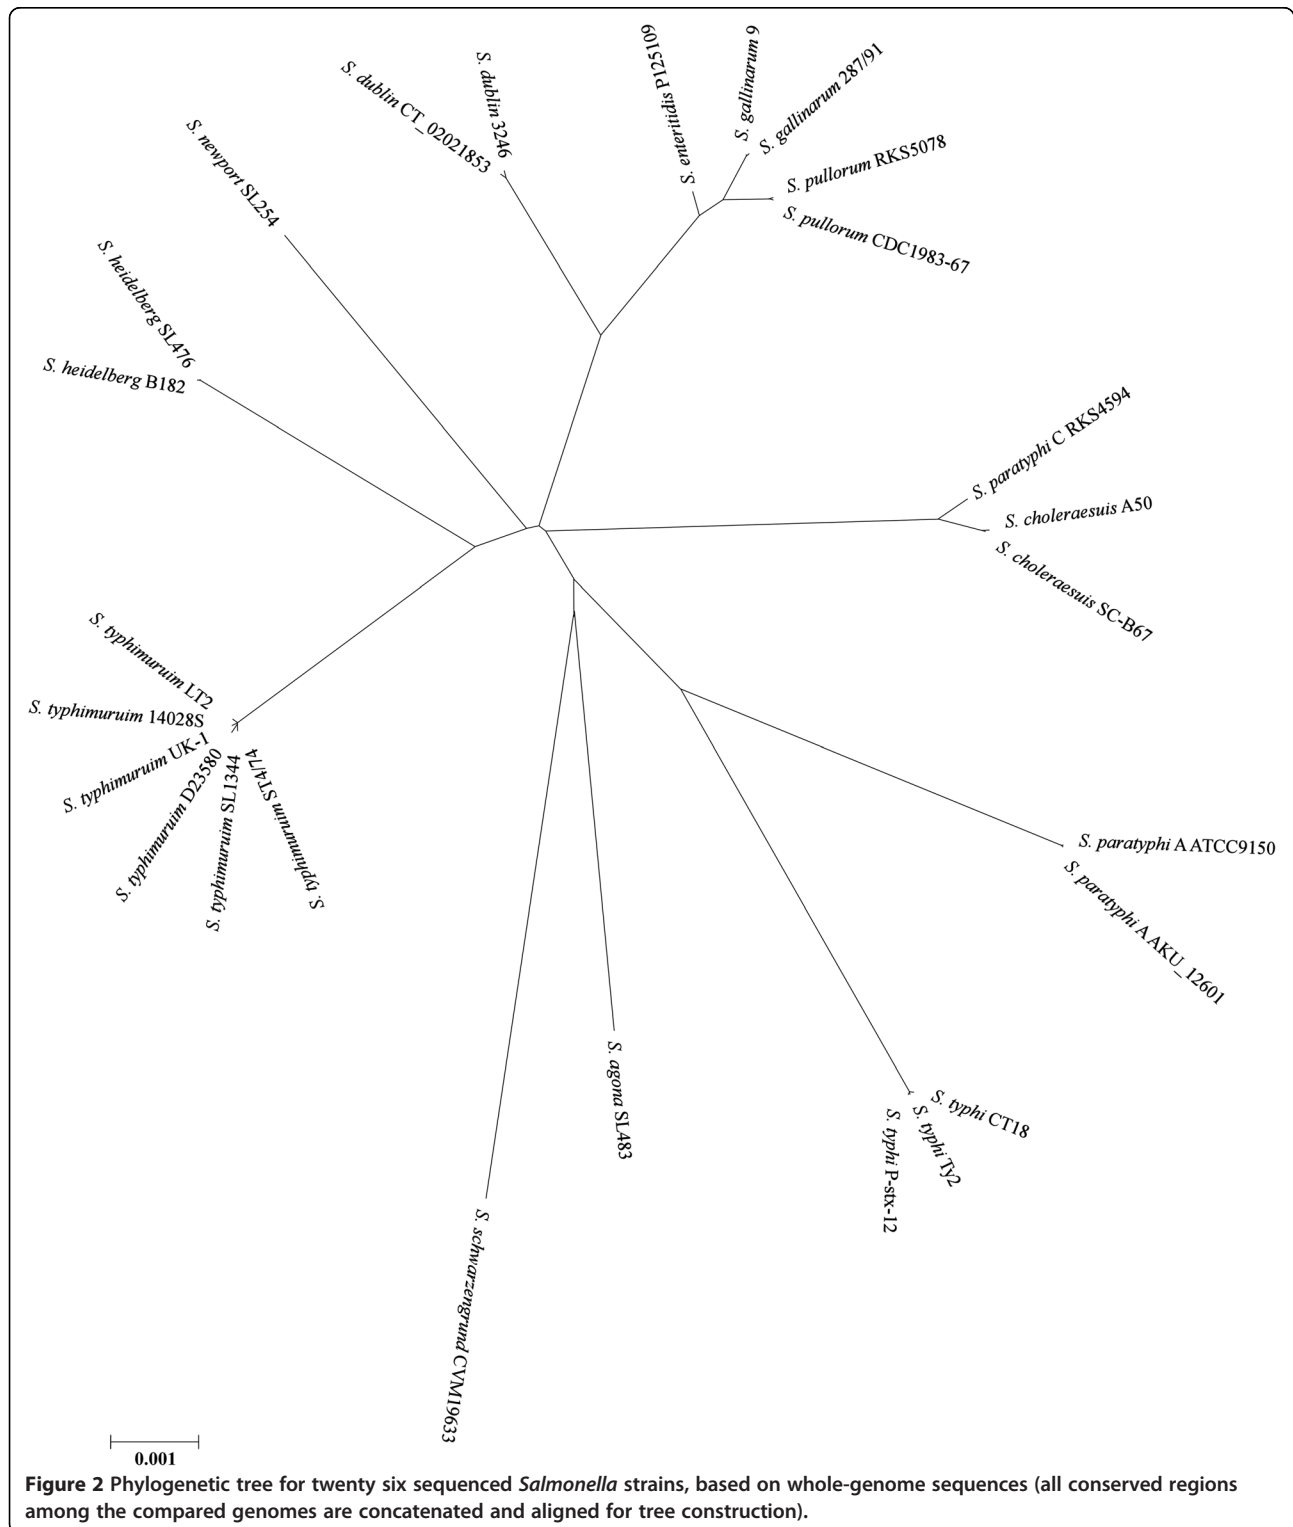 S. dublin CT_02021853
S. dublin 3246
S. enteritidis P125109
S. gallinarum 9
S. gallinarum 287/91
S. pullorum RKS5078
S. pullorum CDC1983-67
S. newport SL254
S. heidelberg SL476
S. heidelberg B182
S. paratyphi C RKS4594
S. choleraesuis A50
S. choleraesuis SC-B67
S. typhimuruim LT2
S. typhimuruim 14028S
S. typhimuruim UK-1
S. typhimuruim D23580
S. typhimuruim SL1344
S. typhimuruim ST4/74
S. paratyphi A ATCC9150
S. paratyphi A AKU_12601
S. agona SL483
S. typhi CT18
S. typhi Ty2
S. typhi P-stx-12
S. schwarzengrund CVM19633
0.001
Figure 2 Phylogenetic tree for twenty six sequenced Salmonella strains, based on whole-genome sequences (all conserved regions
among the compared genomes are concatenated and aligned for tree construction).